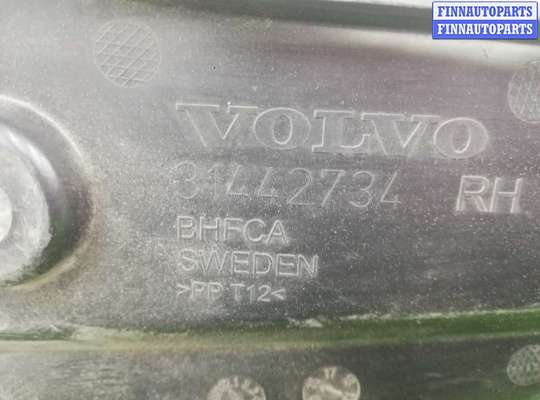 FINNAUTOPARTS
FINNAUTOPARTS
VOLVO
31442734 RH
BHFCA
SWEDEN
>PP T12<